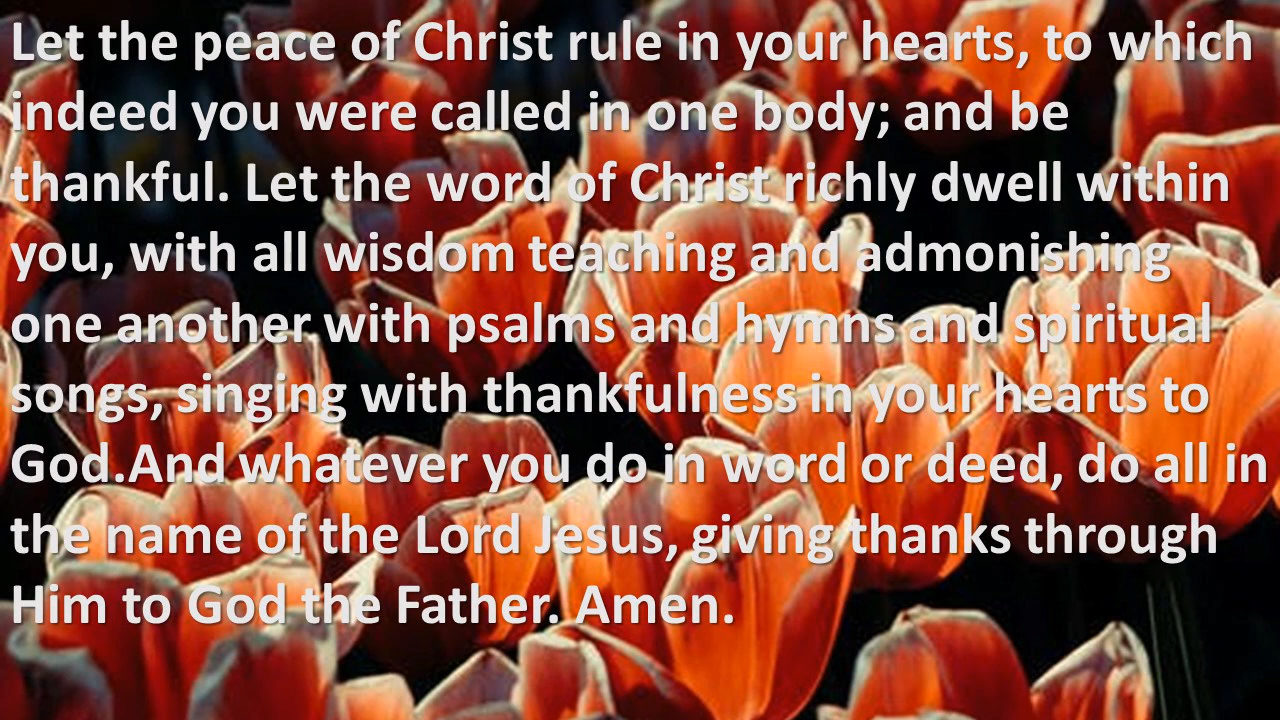 Let the peace of Christ rule in your hearts, to which
indeed you were called in one body; and be
thankful. Let the word of Christ richly dwell within
you, with all wisdom teaching and admonishing
one another with psalms and hymns and spiritual
songs, singing with thankfulness in your hearts to
God.And whatever you do in word or deed, do all in
the name of the Lord Jesus, giving thanks through
Him to God the Father. Amen.